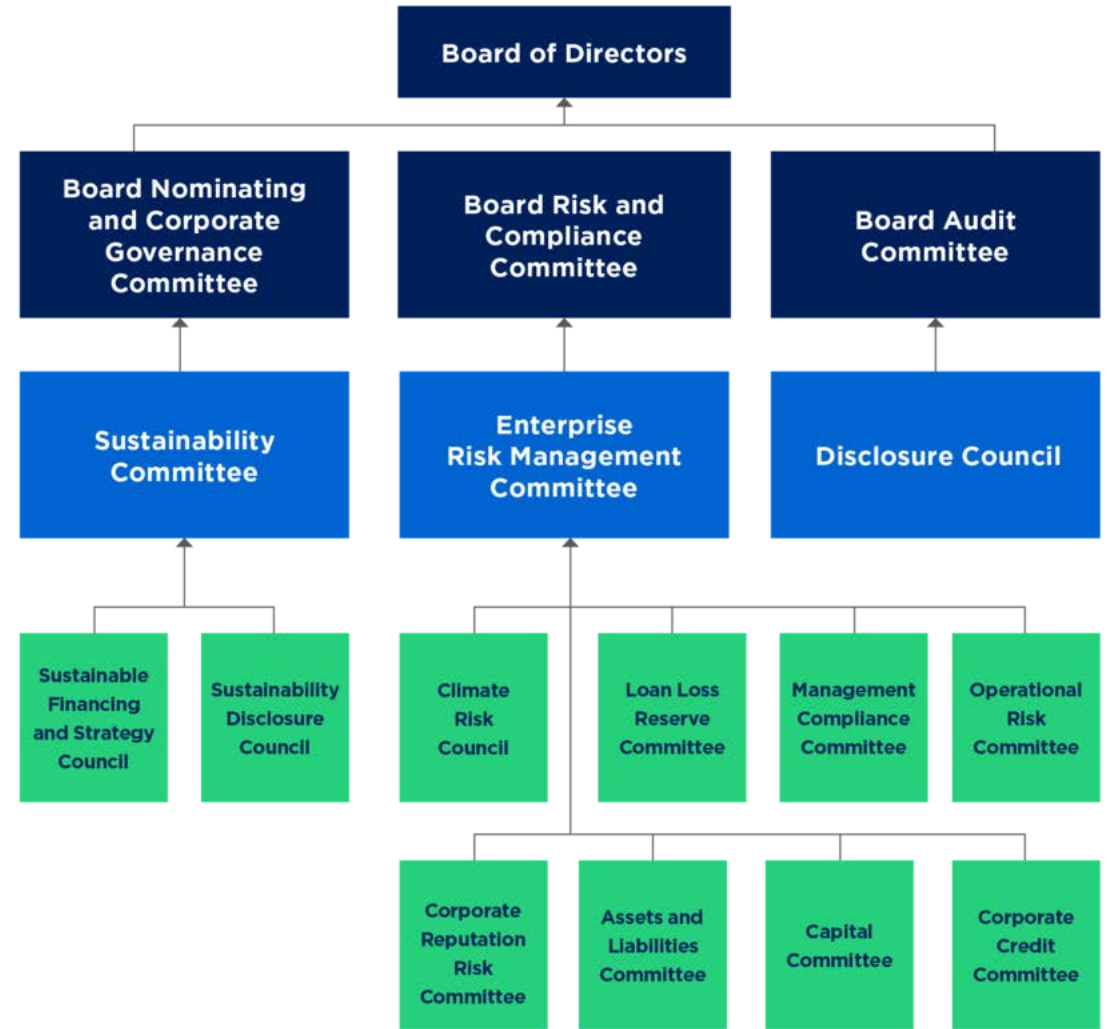 Board of Directors
Board Nominating
and Corporate
Governance
Committee
Board Risk and
Compliance
Committee
Board Audit
Committee
Sustainability
Committee
Enterprise
Risk Management
Committee
Disclosure Council
Sustainable
Financing
and Strategy
Council
Sustainability
Disclosure
Council
Climate
Risk
Council
Loan Loss
Reserve
Committee
Management
Compliance
Committee
Operational
Risk
Committee
Corporate
Reputation
Risk
Committee
Assets and
Liabilities
Committee
Capital
Committee
Corporate
Credit
Committee